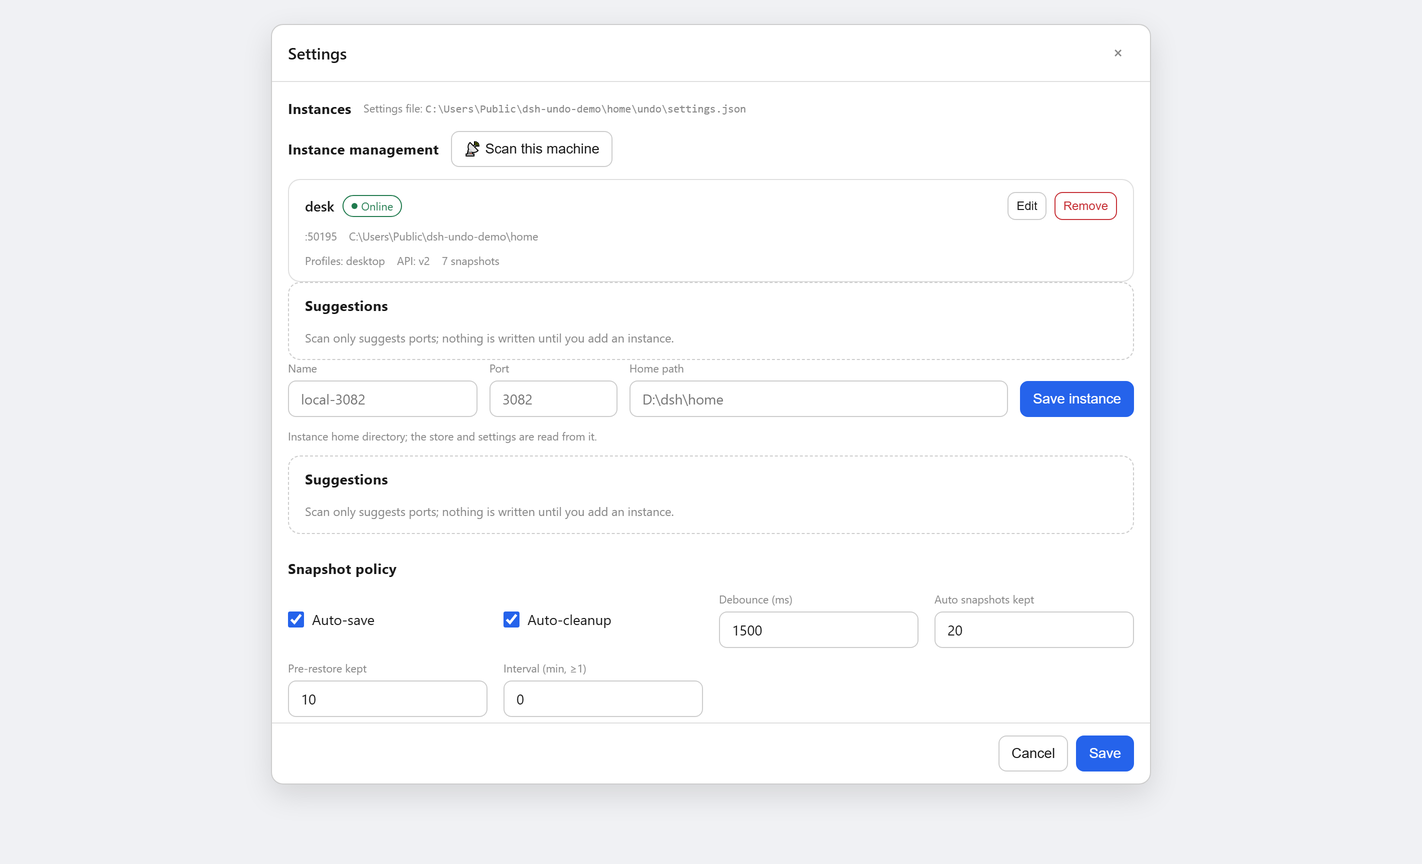 Settings
×
Instances Settings file: C:\Users\Public\dsh-undo-demo\home\undo\settings.json
Instance management Scan this machine
desk Online Edit Remove
:50195 C:\Users\Public\dsh-undo-demo\home
Profiles: desktop API: v2 7 snapshots
Suggestions
Scan only suggests ports; nothing is written until you add an instance.
Name Port Home path
local-3082 3082 D:\dsh\home Save instance
Instance home directory; the store and settings are read from it.
Suggestions
Scan only suggests ports; nothing is written until you add an instance.
Snapshot policy
Debounce (ms) Auto snapshots kept
Auto-save Auto-cleanup 1500 20
Pre-restore kept Interval (min, ≥1)
10 0
Cancel Save